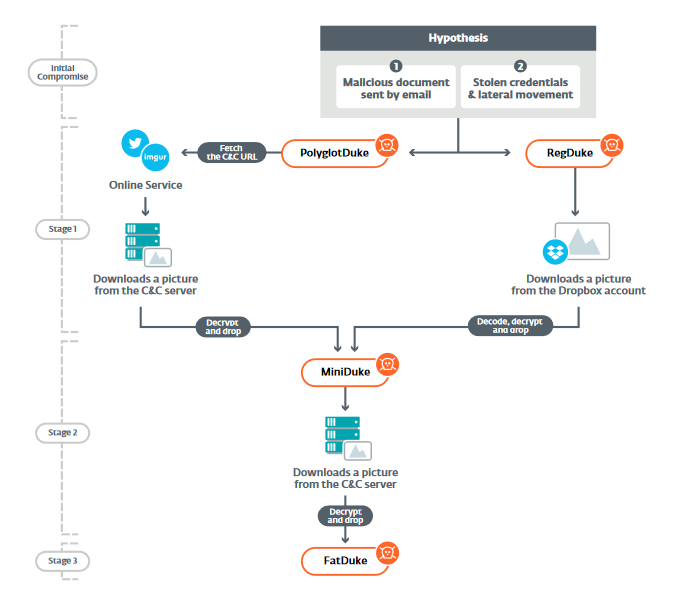 Hypothesis
Initial
Compromise
1
2
Malicious document
sent by email
Stolen credentials
& lateral movement
imgur
Fetch
the C&C URL
PolyglotDuke
RegDuke
Online Service
Stage 1
Downloads a picture
from the C&C server
Downloads a picture
from the Dropbox account
Decrypt
and drop
Decode, decrypt
and drop
MiniDuke
Stage 2
Downloads a picture
from the C&C server
Decrypt
and drop
Stage 3
FatDuke